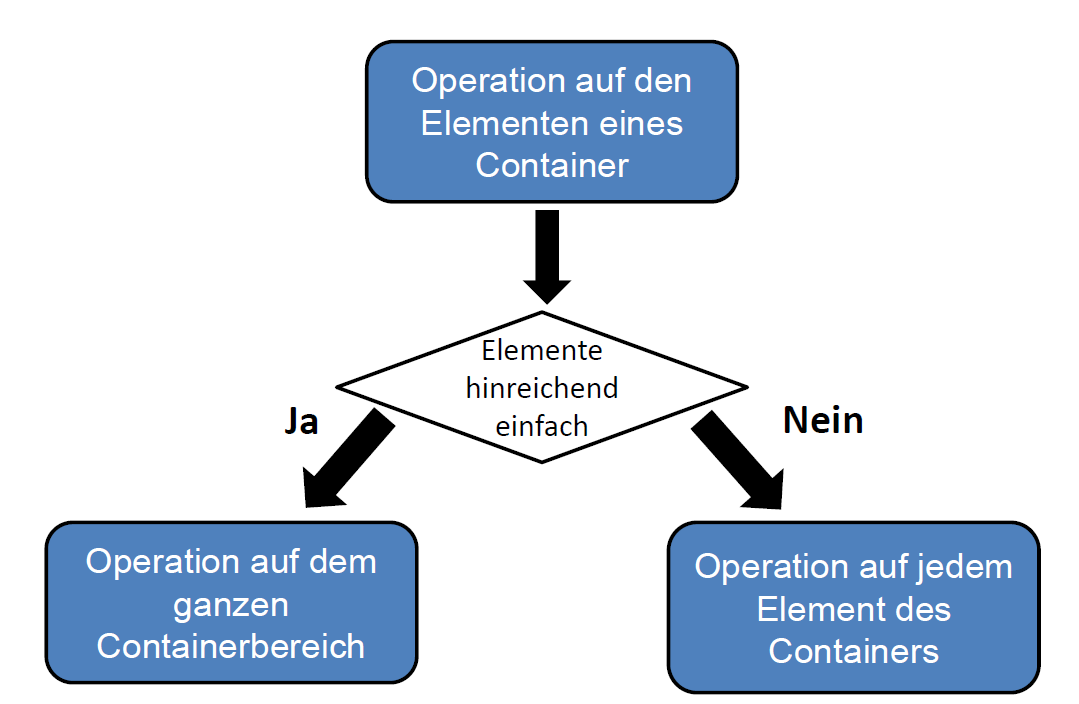 Operation auf den
Elementen eines
Container
Elemente
hinreichend
einfach
Ja
Nein
Operation auf dem
ganzen
Containerbereich
Operation auf jedem
Element des
Containers